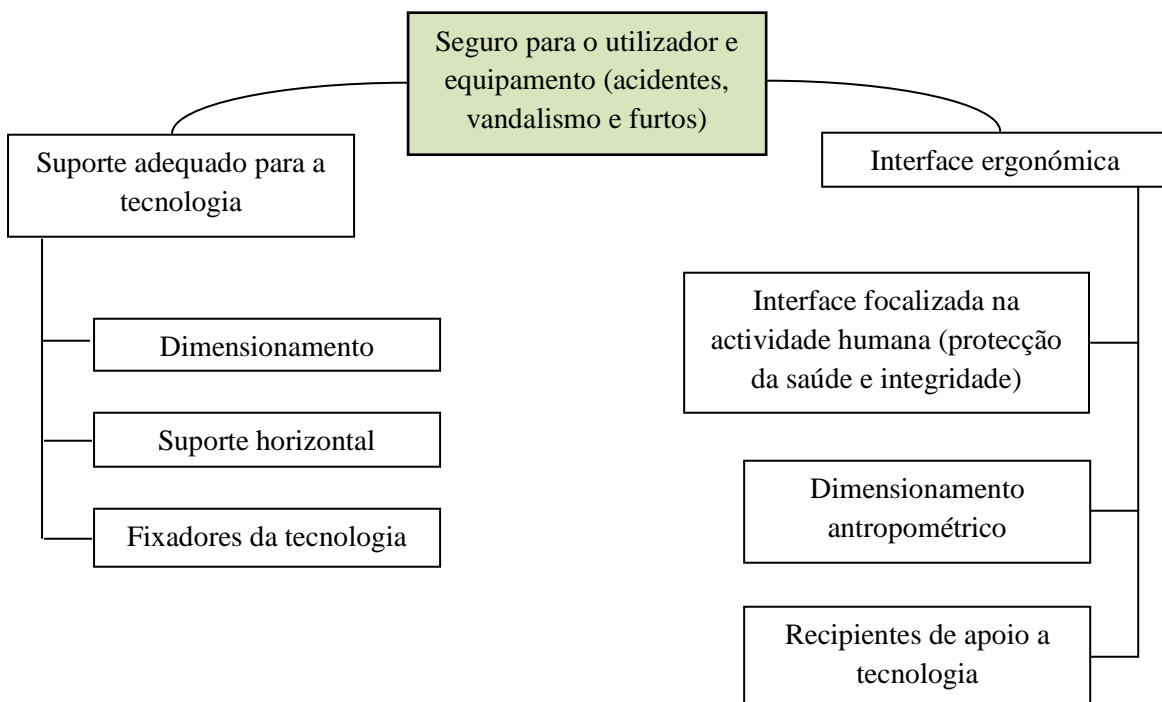 Seguro para o utilizador e
equipamento (acidentes,
vandalismo e furtos)
Suporte adequado para a
tecnologia
Interface ergonómica
Dimensionamento
Suporte horizontal
Fixadores da tecnologia
Interface focalizada na
actividade humana (protecção
da saúde e integridade)
Dimensionamento
antropométrico
Recipientes de apoio a
tecnologia